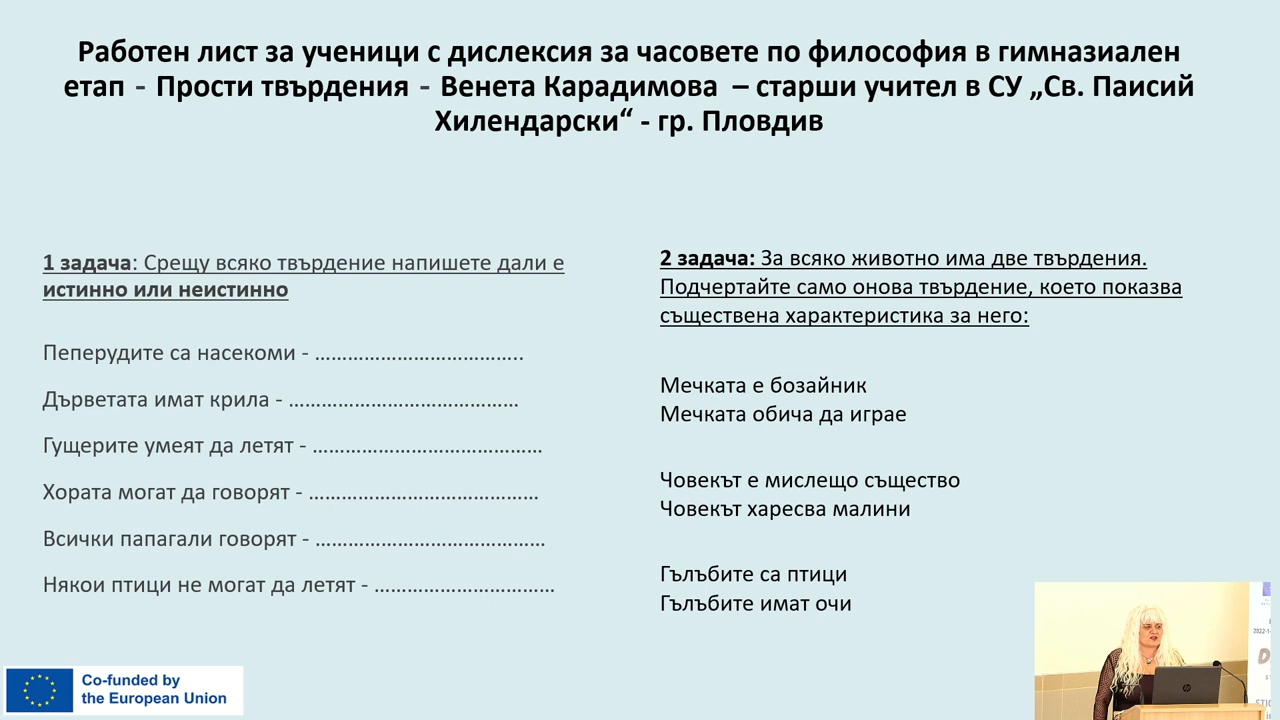 Работен лист за ученици с дислексия за часовете по философия в гимназиален
етап - Прости твърдения - Венета Карадимова – старши учител в СУ „Св. Паисий
Хилендарски“ - гр. Пловдив
1 задача: Срещу всяко твърдение напишете дали е
истинно или неистинно
Пеперудите са насекоми - ……………………………..
Дърветата имат крила - ……………………………………
Гущерите умеят да летят - ……………………………………
Хората могат да говорят - ……………………………………
Всички папагали говорят - ……………………………………
Някои птици не могат да летят - ……………………………
2 задача: За всяко животно има две твърдения.
Подчертайте само онова твърдение, което показва
съществена характеристика за него:
Мечката е бозайник
Мечката обича да играе
Човекът е мислещо същество
Човекът харесва малини
Гълъбите са птици
Гълъбите имат очи
Co-funded by
the European Union
hp